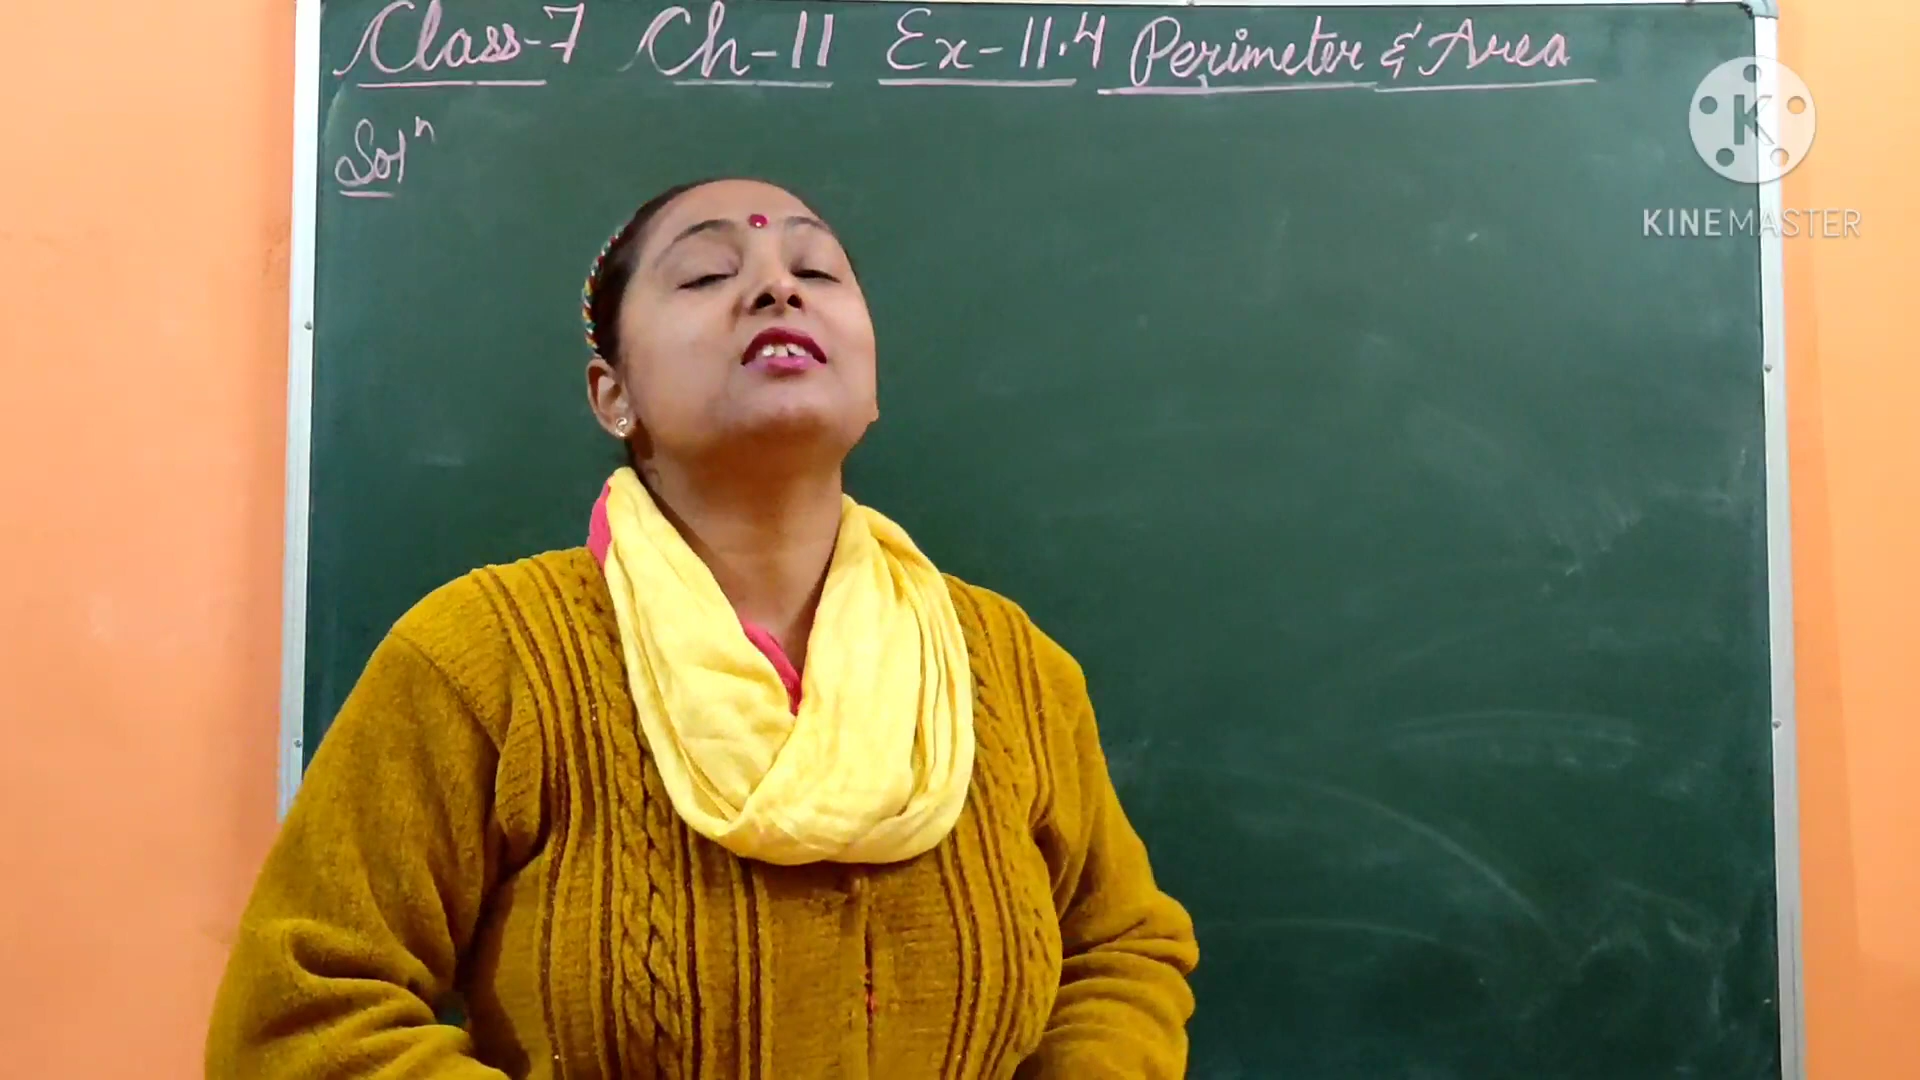 Class-7 Ch-11 Ex-11.4 Perimeter & Area
Solⁿ
K
KINEMASTER